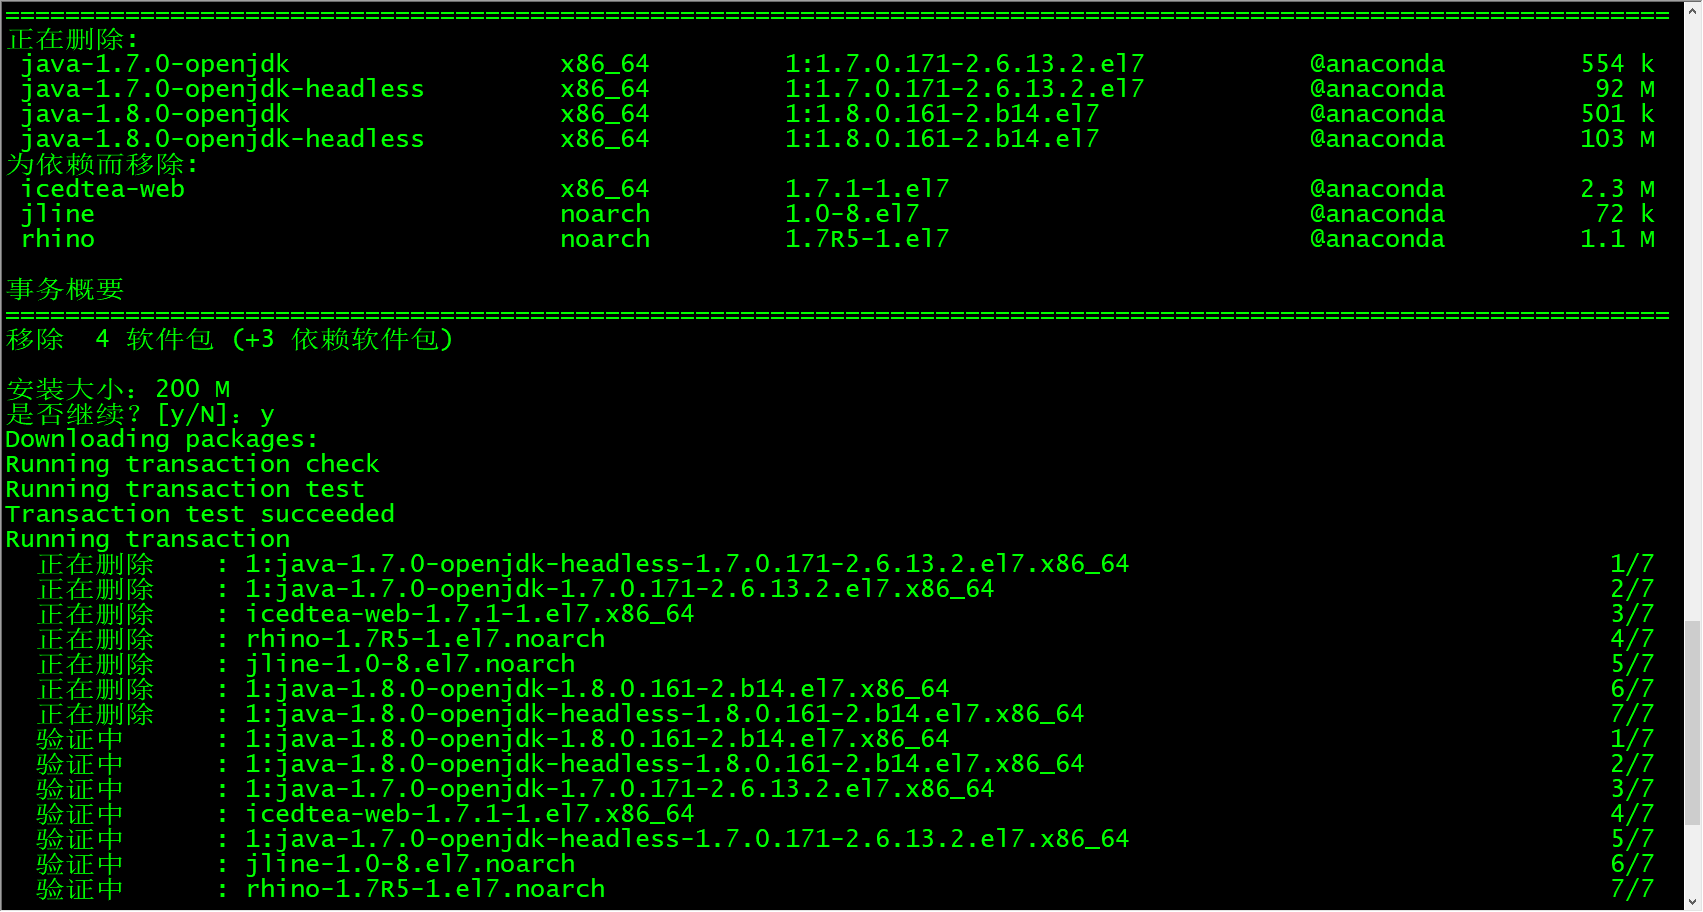 ================================================================================
正在删除:
java-1.7.0-openjdk x86_64 1:1.7.0.171-2.6.13.2.el7 @anaconda 554 k
java-1.7.0-openjdk-headless x86_64 1:1.7.0.171-2.6.13.2.el7 @anaconda 92 M
java-1.8.0-openjdk x86_64 1:1.8.0.161-2.b14.el7 @anaconda 501 k
java-1.8.0-openjdk-headless x86_64 1:1.8.0.161-2.b14.el7 @anaconda 103 M
为依赖而移除:
icedtea-web x86_64 1.7.1-1.el7 @anaconda 2.3 M
jline noarch 1.0-8.el7 @anaconda 72 k
rhino noarch 1.7R5-1.el7 @anaconda 1.1 M
事务概要
================================================================================
移除  4 软件包 (+3 依赖软件包)
安装大小：200 M
是否继续？[y/N]：y
Downloading packages:
Running transaction check
Running transaction test
Transaction test succeeded
Running transaction
正在删除 : 1:java-1.7.0-openjdk-headless-1.7.0.171-2.6.13.2.el7.x86_64 1/7
正在删除 : 1:java-1.7.0-openjdk-1.7.0.171-2.6.13.2.el7.x86_64 2/7
正在删除 : icedtea-web-1.7.1-1.el7.x86_64 3/7
正在删除 : rhino-1.7R5-1.el7.noarch 4/7
正在删除 : jline-1.0-8.el7.noarch 5/7
正在删除 : 1:java-1.8.0-openjdk-1.8.0.161-2.b14.el7.x86_64 6/7
正在删除 : 1:java-1.8.0-openjdk-headless-1.8.0.161-2.b14.el7.x86_64 7/7
验证中 : 1:java-1.8.0-openjdk-1.8.0.161-2.b14.el7.x86_64 1/7
验证中 : 1:java-1.8.0-openjdk-headless-1.8.0.161-2.b14.el7.x86_64 2/7
验证中 : 1:java-1.7.0-openjdk-1.7.0.171-2.6.13.2.el7.x86_64 3/7
验证中 : icedtea-web-1.7.1-1.el7.x86_64 4/7
验证中 : 1:java-1.7.0-openjdk-headless-1.7.0.171-2.6.13.2.el7.x86_64 5/7
验证中 : jline-1.0-8.el7.noarch 6/7
验证中 : rhino-1.7R5-1.el7.noarch 7/7